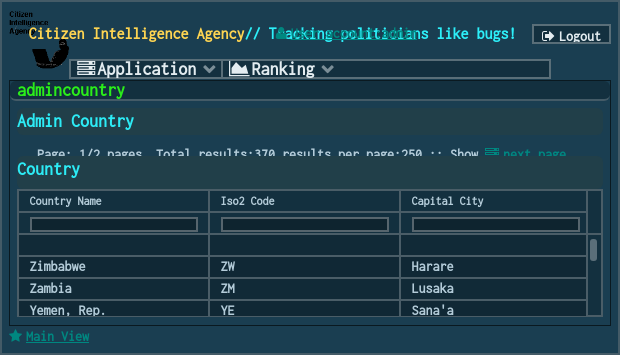 Citizen
Intelligence
Agency
Citizen Intelligence Agency// Tracking politicians like bugs!
Logout
Application
Ranking
admincountry
Admin Country
Page: 1/2 pages. Total results:370 results per page:250 :: Show next page
Country
Country Name Iso2 Code Capital City
Zimbabwe ZW Harare
Zambia ZM Lusaka
Yemen, Rep. YE Sana'a
Main View